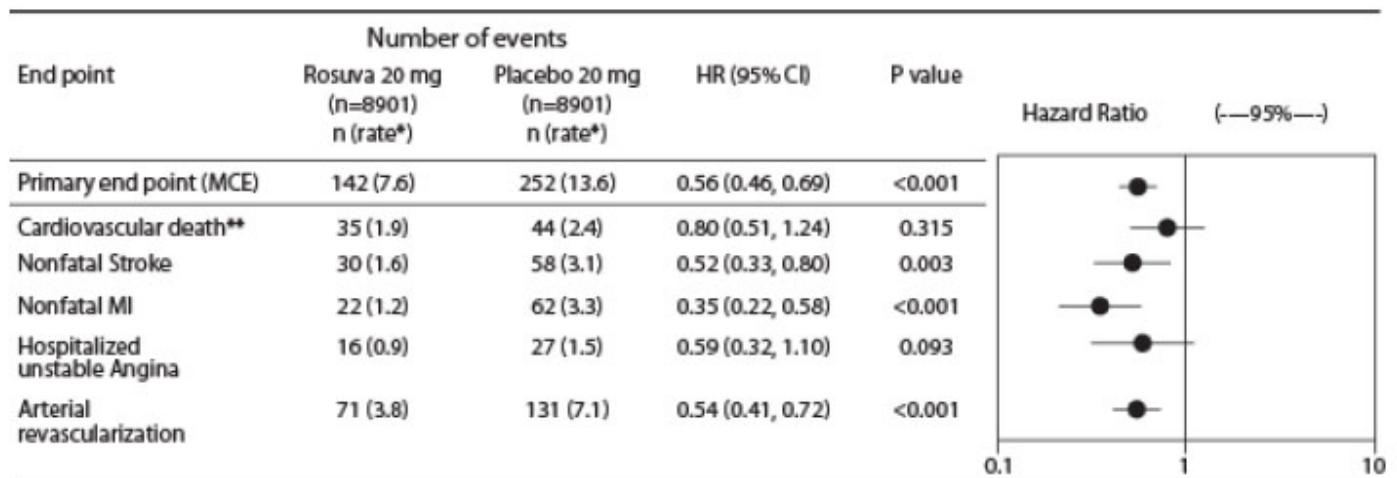 Number of events
End point Rosuva 20 mg Placebo 20 mg HR (95% CI) P value
(n=8901) (n=8901)
n (rate*) n (rate*)
Hazard Ratio (-—95%—-)
Primary end point (MCE) 142 (7.6) 252 (13.6) 0.56 (0.46, 0.69) <0.001
Cardiovascular death** 35 (1.9) 44 (2.4) 0.80 (0.51, 1.24) 0.315
Nonfatal Stroke 30 (1.6) 58 (3.1) 0.52 (0.33, 0.80) 0.003
Nonfatal MI 22 (1.2) 62 (3.3) 0.35 (0.22, 0.58) <0.001
Hospitalized 16 (0.9) 27 (1.5) 0.59 (0.32, 1.10) 0.093
unstable Angina
Arterial 71 (3.8) 131 (7.1) 0.54 (0.41, 0.72) <0.001
revascularization
0.1 1 10